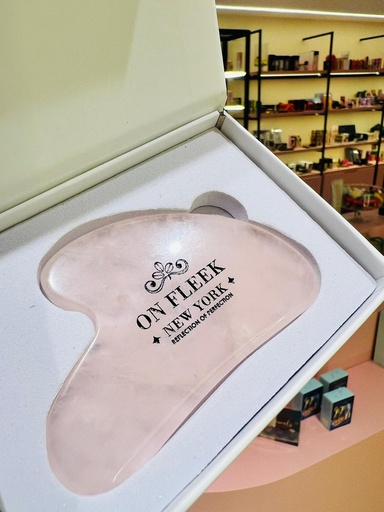 ON FLEEK
NEW YORK
REFLECTION OF PERFECTION